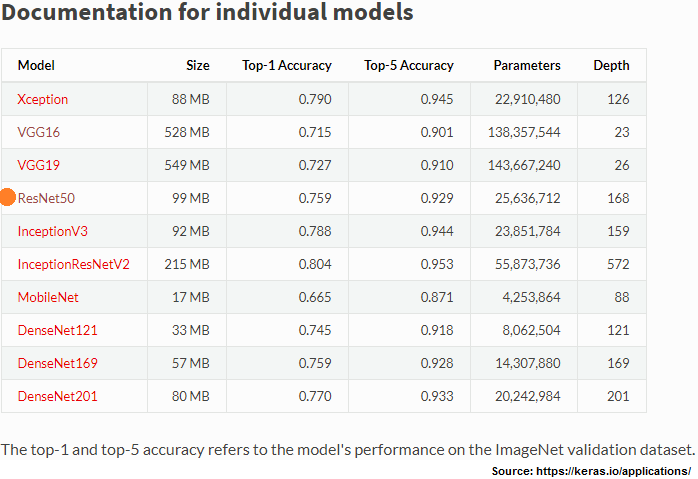 Documentation for individual models
Model Size Top-1 Accuracy Top-5 Accuracy Parameters Depth
Xception 88 MB 0.790 0.945 22,910,480 126
VGG16 528 MB 0.715 0.901 138,357,544 23
VGG19 549 MB 0.727 0.910 143,667,240 26
ResNet50 99 MB 0.759 0.929 25,636,712 168
InceptionV3 92 MB 0.788 0.944 23,851,784 159
InceptionResNetV2 215 MB 0.804 0.953 55,873,736 572
MobileNet 17 MB 0.665 0.871 4,253,864 88
DenseNet121 33 MB 0.745 0.918 8,062,504 121
DenseNet169 57 MB 0.759 0.928 14,307,880 169
DenseNet201 80 MB 0.770 0.933 20,242,984 201
The top-1 and top-5 accuracy refers to the model's performance on the ImageNet validation dataset.
Source: https://keras.io/applications/